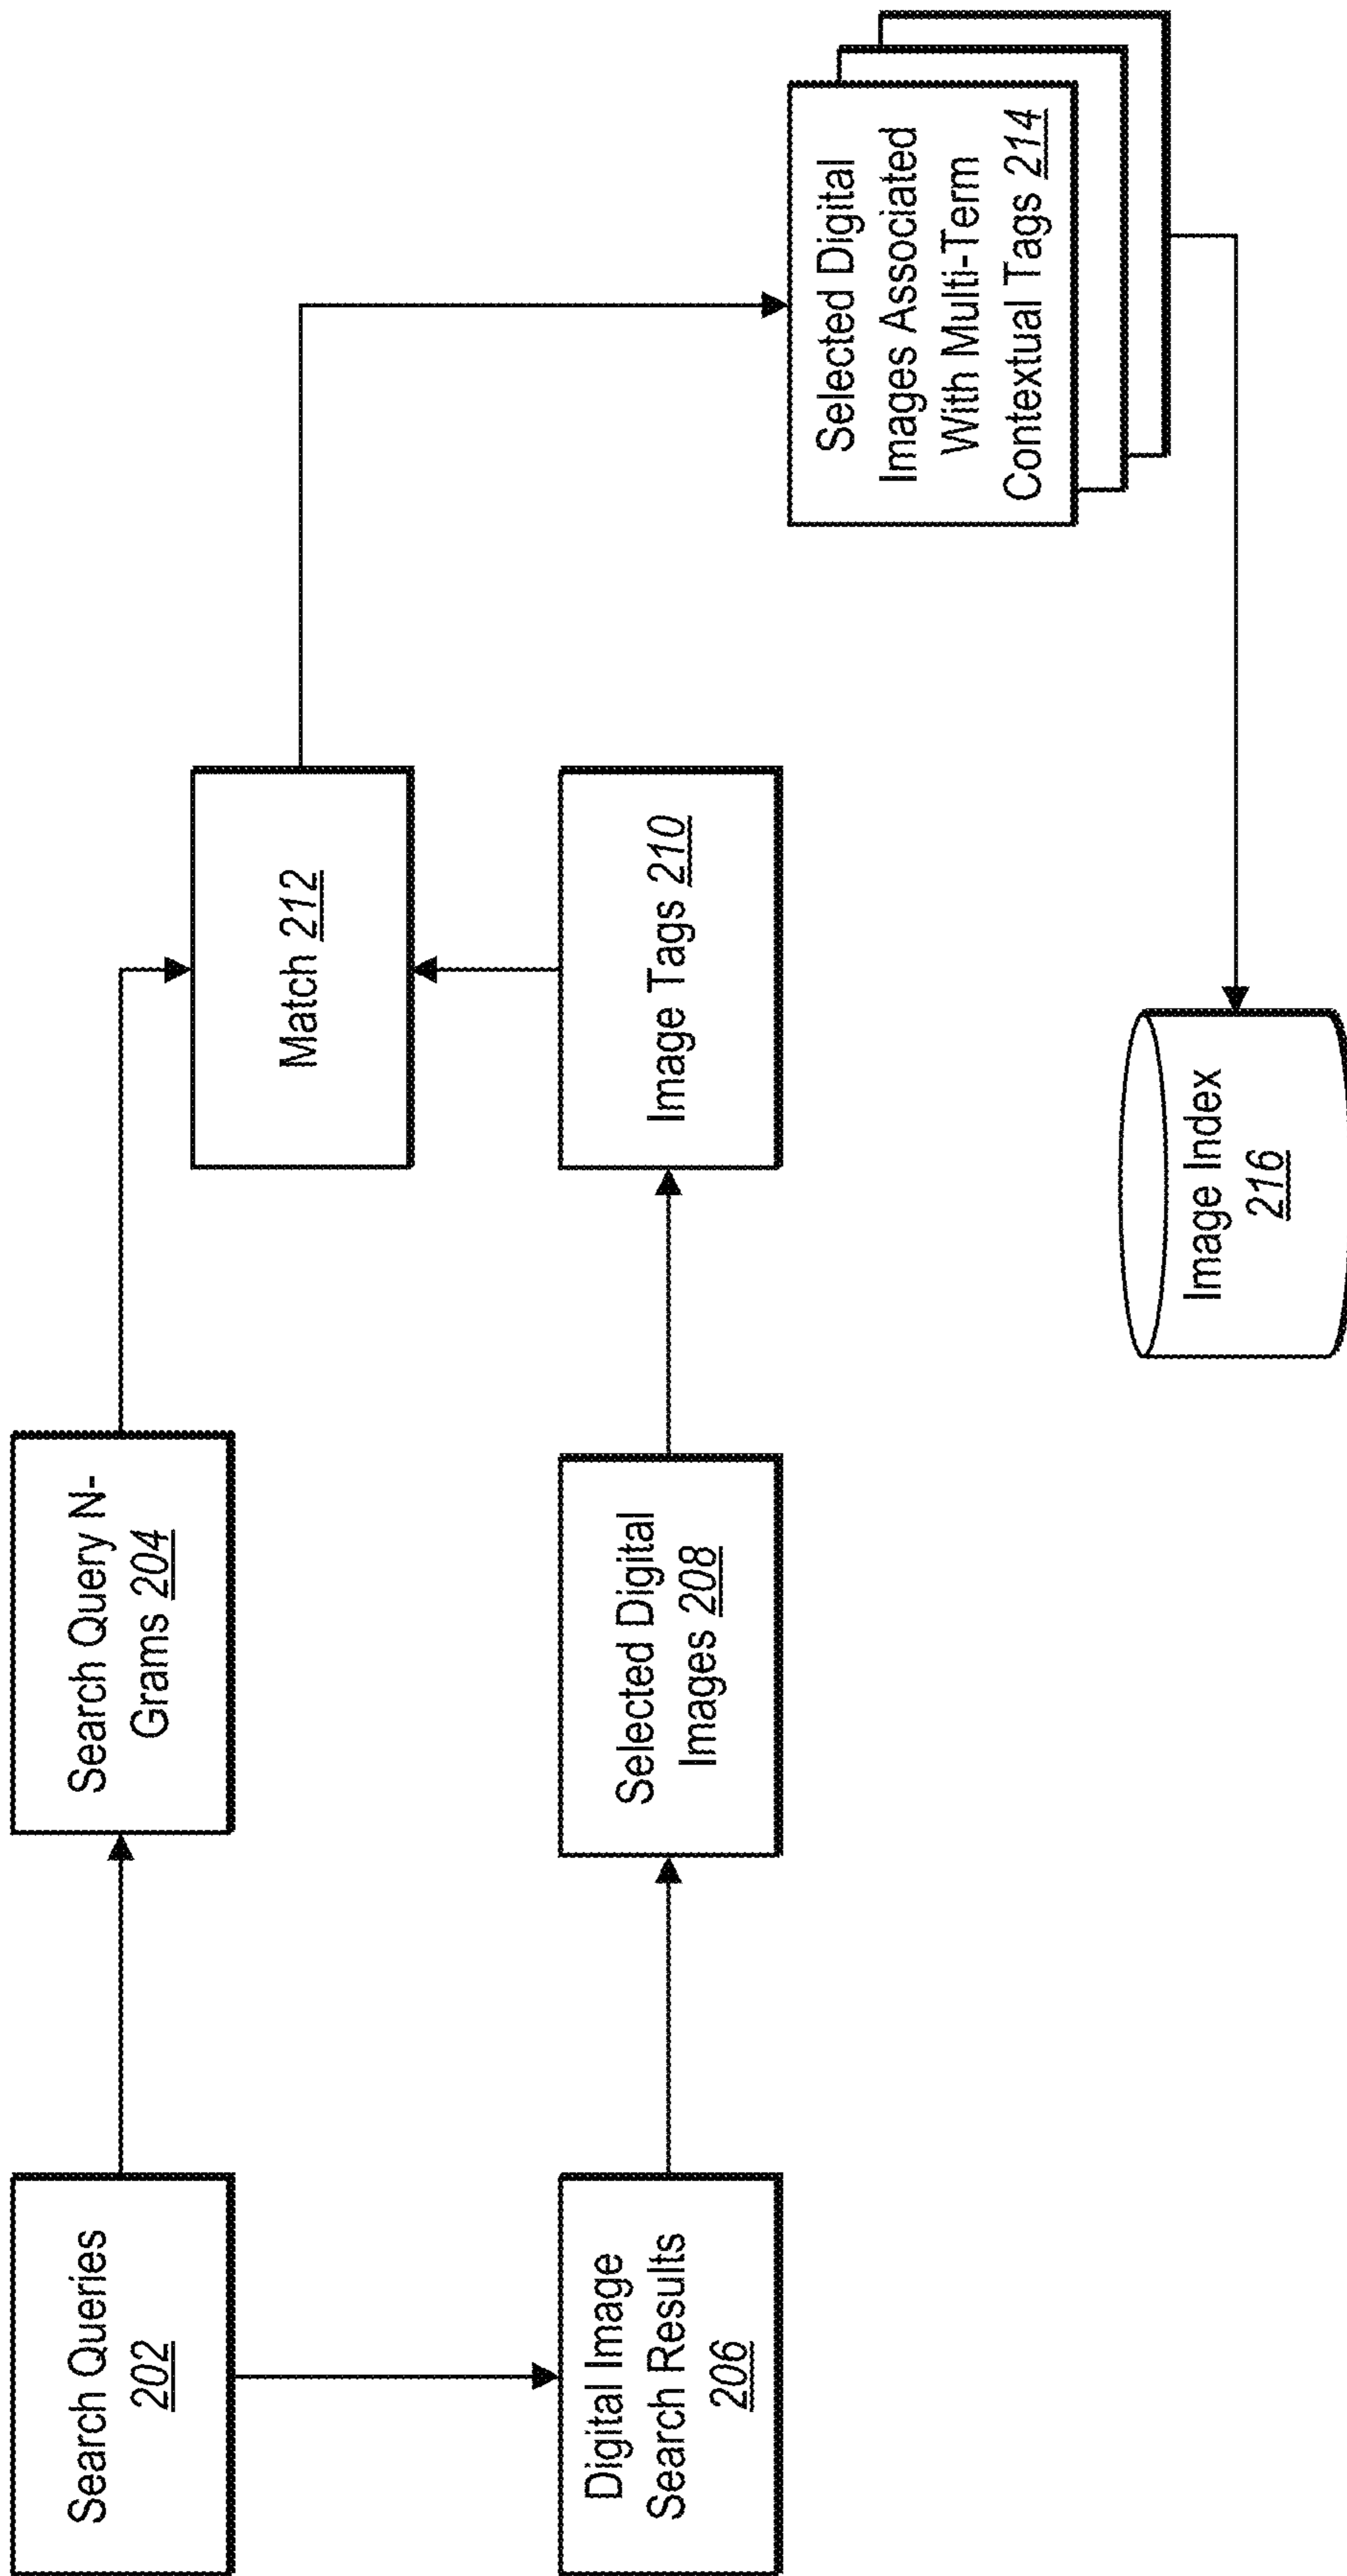 Search Queries
202
Search Query N-
Grams 204
Match 212
Digital Image
Search Results
206
Selected Digital
Images 208
Image Tags 210
Selected Digital
Images Associated
With Multi-Term
Contextual Tags 214
Image Index
216